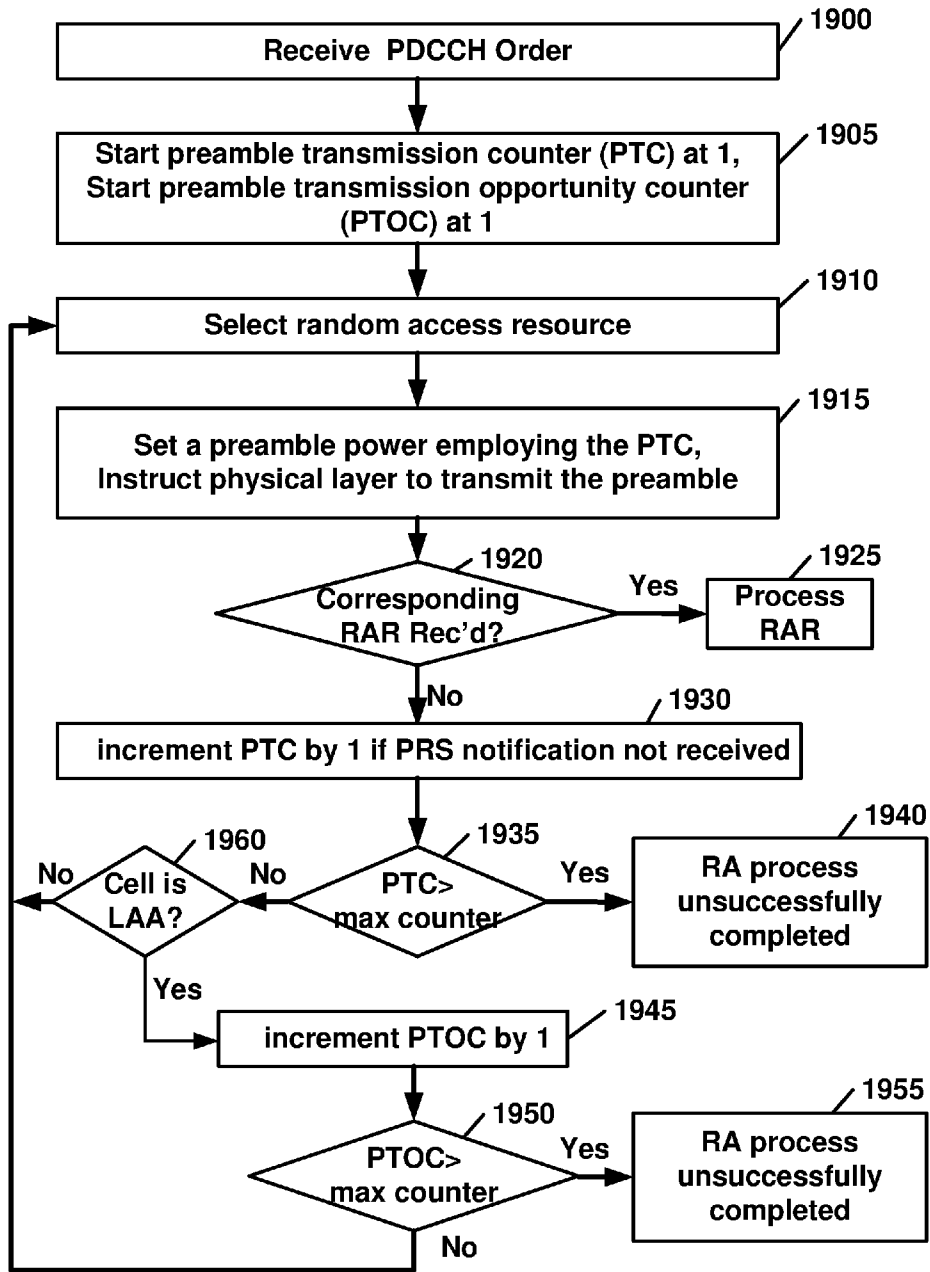 1900
Receive PDCCH Order
1905
Start preamble transmission counter (PTC) at 1,
Start preamble transmission opportunity counter
(PTOC) at 1
1910
Select random access resource
1915
Set a preamble power employing the PTC,
Instruct physical layer to transmit the preamble
1920
Corresponding
RAR Rec'd?
Yes
1925
Process
RAR
No
1930
increment PTC by 1 if PRS notification not received
1935
PTC>
max counter
Yes
1940
RA process
unsuccessfully
completed
No
1960
Cell is
LAA?
No
Yes
1945
increment PTOC by 1
1950
PTOC>
max counter
Yes
1955
RA process
unsuccessfully
completed
No